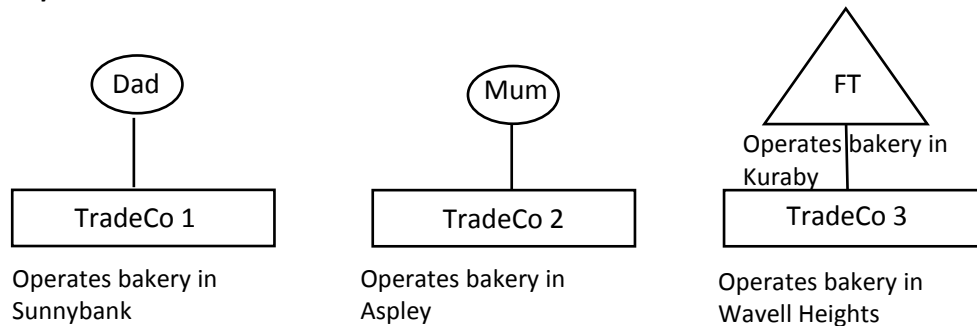 Dad
Mum
FT
Operates bakery in
Kuraby
TradeCo 1
TradeCo 2
TradeCo 3
Operates bakery in
Sunnybank
Operates bakery in
Aspley
Operates bakery in
Wavell Heights